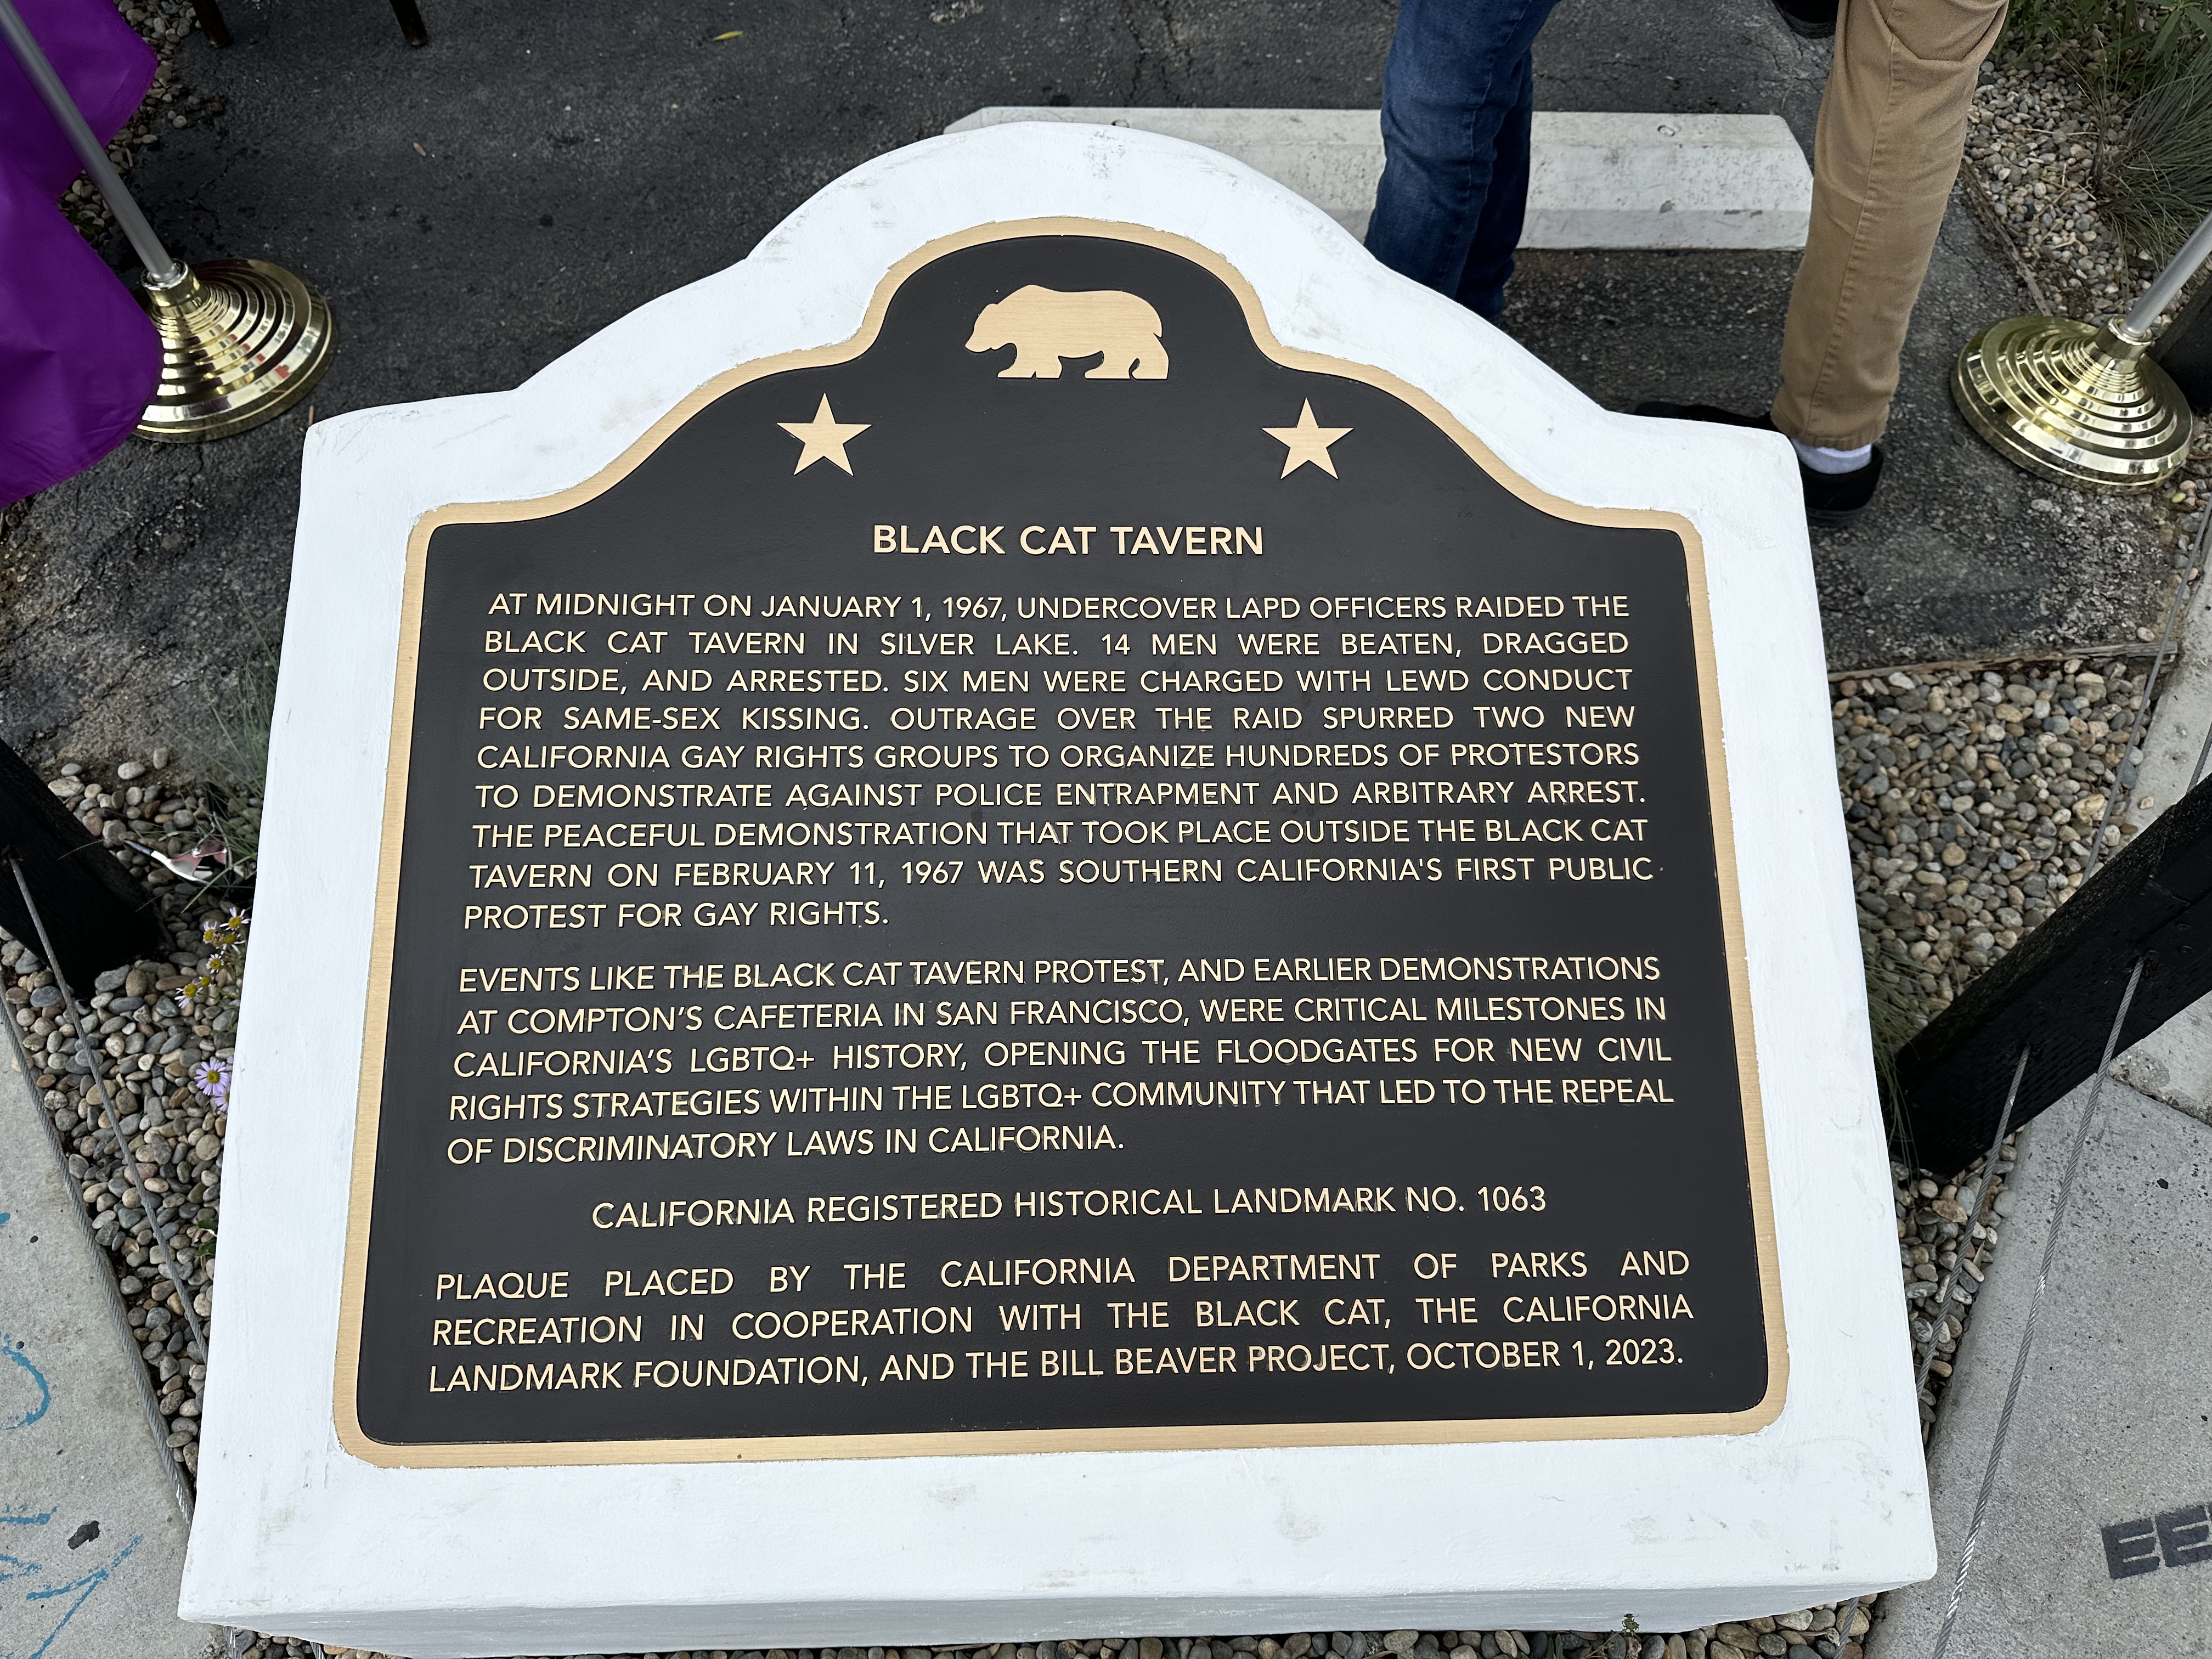 BLACK CAT TAVERN
AT MIDNIGHT ON JANUARY 1, 1967, UNDERCOVER LAPD OFFICERS RAIDED THE
BLACK CAT TAVERN IN SILVER LAKE. 14 MEN WERE BEATEN, DRAGGED
OUTSIDE, AND ARRESTED. SIX MEN WERE CHARGED WITH LEWD CONDUCT
FOR SAME-SEX KISSING. OUTRAGE OVER THE RAID SPURRED TWO NEW
CALIFORNIA GAY RIGHTS GROUPS TO ORGANIZE HUNDREDS OF PROTESTORS
TO DEMONSTRATE AGAINST POLICE ENTRAPMENT AND ARBITRARY ARREST.
THE PEACEFUL DEMONSTRATION THAT TOOK PLACE OUTSIDE THE BLACK CAT
TAVERN ON FEBRUARY 11, 1967 WAS SOUTHERN CALIFORNIA'S FIRST PUBLIC
PROTEST FOR GAY RIGHTS.
EVENTS LIKE THE BLACK CAT TAVERN PROTEST, AND EARLIER DEMONSTRATIONS
AT COMPTON’S CAFETERIA IN SAN FRANCISCO, WERE CRITICAL MILESTONES IN
CALIFORNIA’S LGBTQ+ HISTORY, OPENING THE FLOODGATES FOR NEW CIVIL
RIGHTS STRATEGIES WITHIN THE LGBTQ+ COMMUNITY THAT LED TO THE REPEAL
OF DISCRIMINATORY LAWS IN CALIFORNIA.
CALIFORNIA REGISTERED HISTORICAL LANDMARK NO. 1063
PLAQUE PLACED BY THE CALIFORNIA DEPARTMENT OF PARKS AND
RECREATION IN COOPERATION WITH THE BLACK CAT, THE CALIFORNIA
LANDMARK FOUNDATION, AND THE BILL BEAVER PROJECT, OCTOBER 1, 2023.